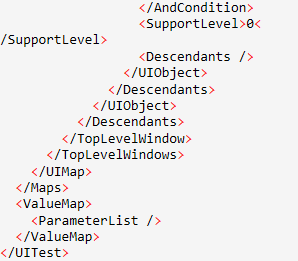 </AndCondition>
<SupportLevel>0<
/SupportLevel>
<Descendants />
</UIObject>
</Descendants>
</UIObject>
</Descendants>
</TopLevelWindow>
</TopLevelWindows>
</UIMap>
</Maps>
<ValueMap>
<ParameterList />
</ValueMap>
</UITest>